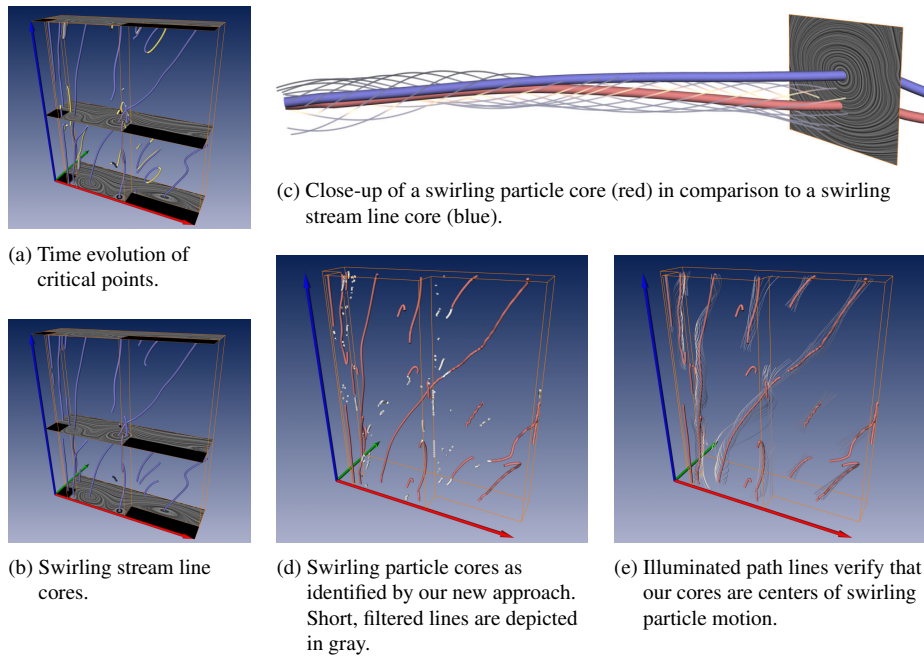 (a) Time evolution of
critical points.
(b) Swirling stream line
cores.
(c) Close-up of a swirling particle core (red) in comparison to a swirling
stream line core (blue).
(d) Swirling particle cores as
identified by our new approach.
Short, filtered lines are depicted
in gray.
(e) Illuminated path lines verify that
our cores are centers of swirling
particle motion.